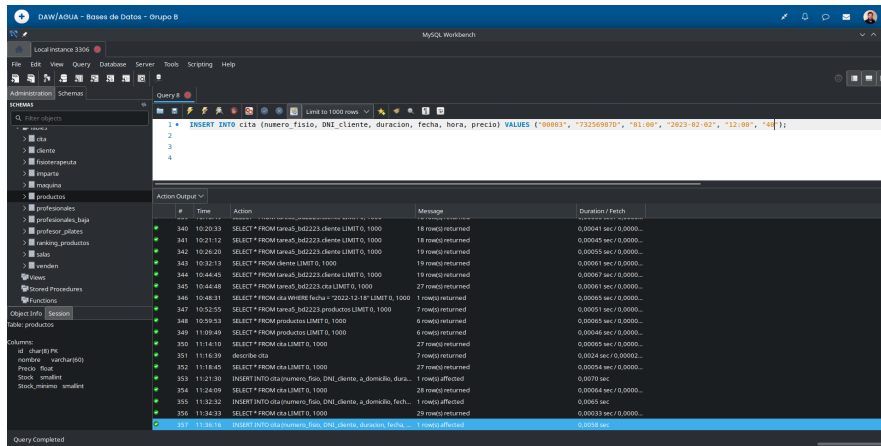 DAW/AGUA - Bases de Datos - Grupo B
MySQL Workbench
Local instance 3306
File Edit View Query Database Server Tools Scripting Help
Administration Schemas
Query 8
SCHEMAS
Filter objects
Limit to 1000 rows
Tables
cita
cliente
fisioterapeuta
imparte
maquina
productos
profesionales
profesionales_baja
profesor_pilates
ranking_productos
salas
venden
Views
Stored Procedures
Functions
Object Info Session
Table: productos
Columns:
id char(8) PK
nombre varchar(60)
Precio float
Stock smallint
Stock_minimo smallint
1 INSERT INTO cita (numero_fisio, DNI_cliente, duracion, fecha, hora, precio) VALUES ("00003", "73256987D", "01:00", "2023-02-02", "12:00", "40");
2
3
4
Action Output
# Time Action Message Duration / Fetch
340 10:20:33 SELECT * FROM tarea5_bd2223.cliente LIMIT 0, 1000 18 row(s) returned 0,00041 sec / 0,0000...
341 10:21:12 SELECT * FROM tarea5_bd2223.cliente LIMIT 0, 1000 18 row(s) returned 0,00045 sec / 0,0000...
342 10:26:20 SELECT * FROM tarea5_bd2223.cliente LIMIT 0, 1000 19 row(s) returned 0,00055 sec / 0,0000...
343 10:32:13 SELECT * FROM cliente LIMIT 0, 1000 19 row(s) returned 0,00061 sec / 0,0000...
344 10:44:45 SELECT * FROM tarea5_bd2223.cliente LIMIT 0, 1000 19 row(s) returned 0,00067 sec / 0,0000...
345 10:44:48 SELECT * FROM tarea5_bd2223.cita LIMIT 0, 1000 27 row(s) returned 0,00061 sec / 0,0000...
346 10:48:31 SELECT * FROM cita WHERE fecha = "2022-12-18" LIMIT 0, 1000 1 row(s) returned 0,00065 sec / 0,0000...
347 10:52:55 SELECT * FROM tarea5_bd2223.productos LIMIT 0, 1000 7 row(s) returned 0,00051 sec / 0,0000...
348 10:59:53 SELECT * FROM productos LIMIT 0, 1000 6 row(s) returned 0,00065 sec / 0,0000...
349 11:09:49 SELECT * FROM productos LIMIT 0, 1000 6 row(s) returned 0,00046 sec / 0,0000...
350 11:14:10 SELECT * FROM cita LIMIT 0, 1000 27 row(s) returned 0,00065 sec / 0,0000...
351 11:16:39 describe cita 7 row(s) returned 0,0024 sec / 0,00002...
352 11:18:45 SELECT * FROM cita LIMIT 0, 1000 27 row(s) returned 0,00054 sec / 0,0000...
353 11:21:30 INSERT INTO cita (numero_fisio, DNI_cliente, a_domicilio, dura... 1 row(s) affected 0,0070 sec
354 11:24:09 SELECT * FROM cita LIMIT 0, 1000 28 row(s) returned 0,00064 sec / 0,0000...
355 11:32:32 INSERT INTO cita (numero_fisio, DNI_cliente, a_domicilio, fech... 1 row(s) affected 0,0065 sec
356 11:34:33 SELECT * FROM cita LIMIT 0, 1000 29 row(s) returned 0,00033 sec / 0,0000...
357 11:36:16 INSERT INTO cita (numero_fisio, DNI_cliente, duracion, fecha, ... 1 row(s) affected 0,0058 sec
Query Completed